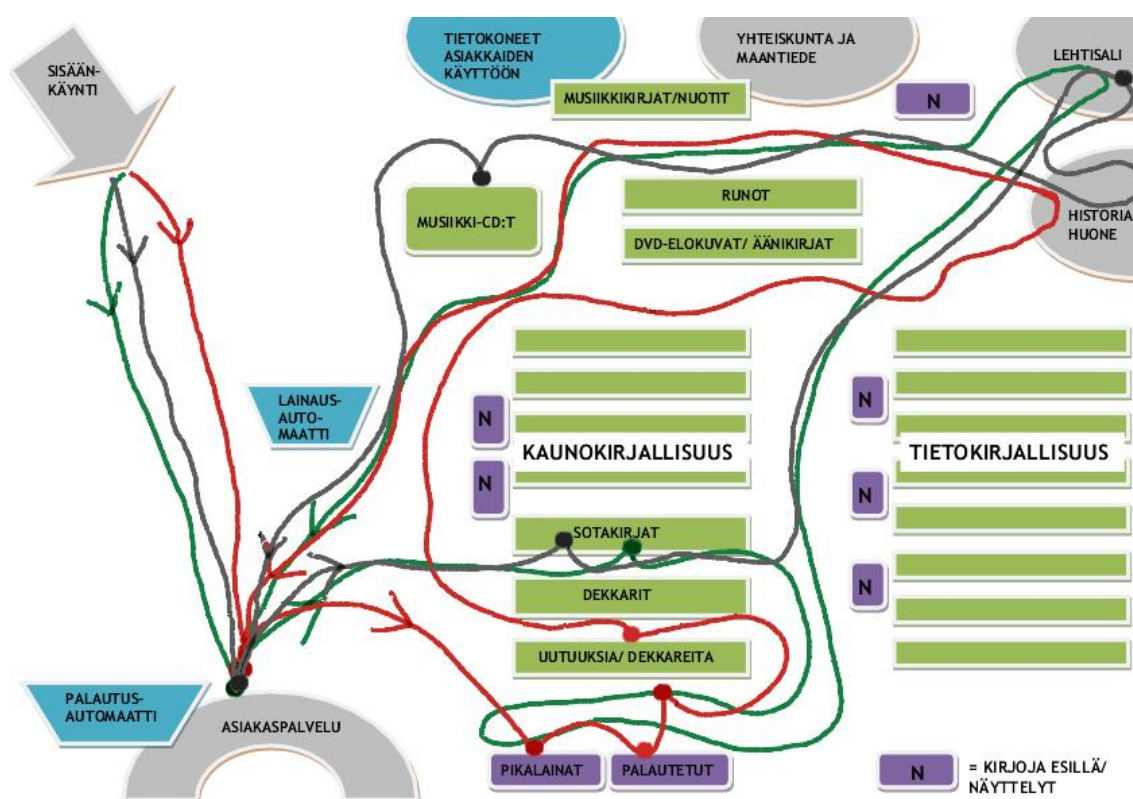 TIETOKONEET
ASIAKKAIDEN
KÄYTTÖÖN
YHTEISKUNTA JA
MAANTIEDE
LEHTISALI
SISÄÄN-
KÄYNTI
MUSIIKKIKIRJAT/NUOTIT
N
RUNOT
MUSIIKKI-CD:T
DVD-ELOKUVAT/ ÄÄNIKIRJAT
HISTORIA
HUONE
LAINAUS-
AUTO-
MAATTI
N
N
KAUNOKIRJALLISUUS
TIETOKIRJALLISUUS
N
N
SOTAKIRJAT
N
DEKKARIT
UUTUUKSIA/ DEKKAREITA
PALAUTUS-
AUTOMAATTI
ASIAKASPALVELU
PIKALAINAT
PALAUTETUT
N
= KIRJOJA ESILLÄ/
NÄYTTELYT